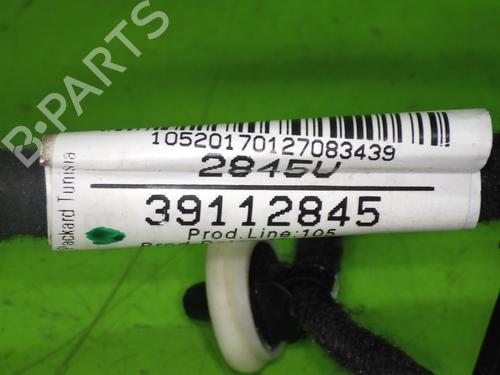 B-PARTS
10520170127083439
2845U
39112845
Packard Tunisia
Prod.Line:105